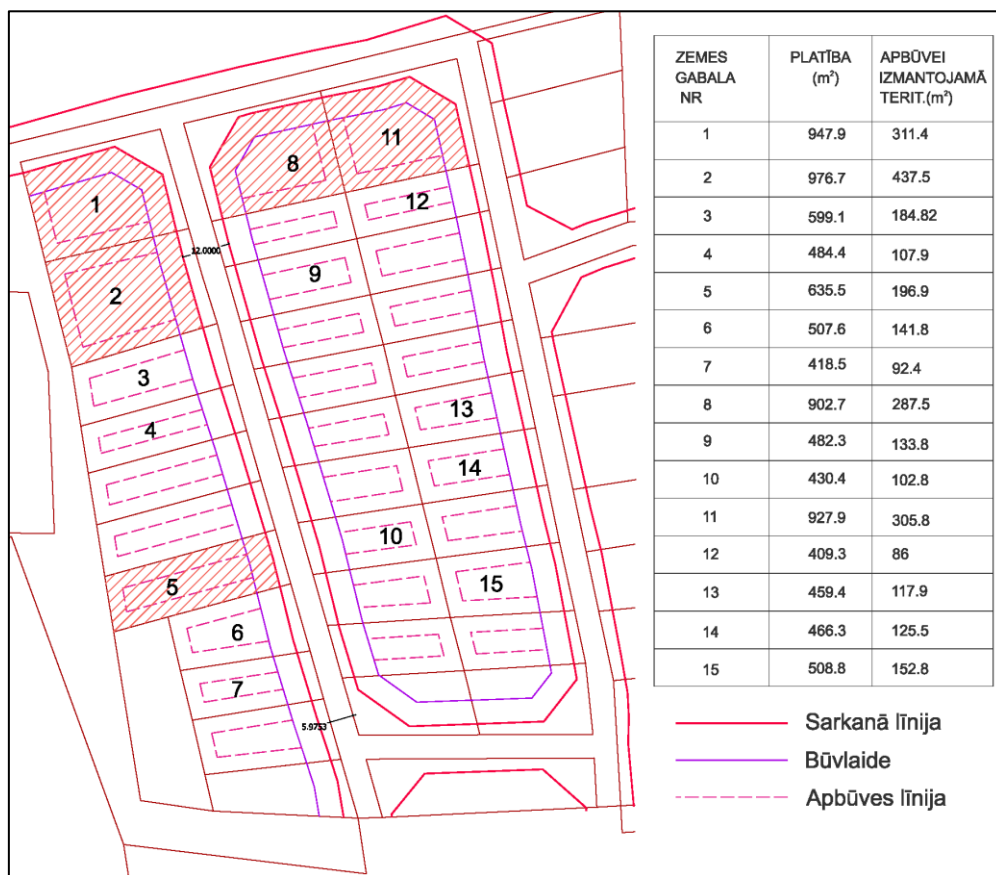 ZEMES GABALA NR PLATĪBA (m²) APBŪVEI IZMANTOJAMĀ TERIT.(m²)
1 947.9 311.4
2 976.7 437.5
3 599.1 184.82
4 484.4 107.9
5 635.5 196.9
6 507.6 141.8
7 418.5 92.4
8 902.7 287.5
9 482.3 133.8
10 430.4 102.8
11 927.9 305.8
12 409.3 86
13 459.4 117.9
14 466.3 125.5
15 508.8 152.8
Sarkanā līnija
Būvlaide
Apbūves līnija
11
8
1
12
12.0000
9
2
3
13
4
14
10
15
5
6
7
5.9753